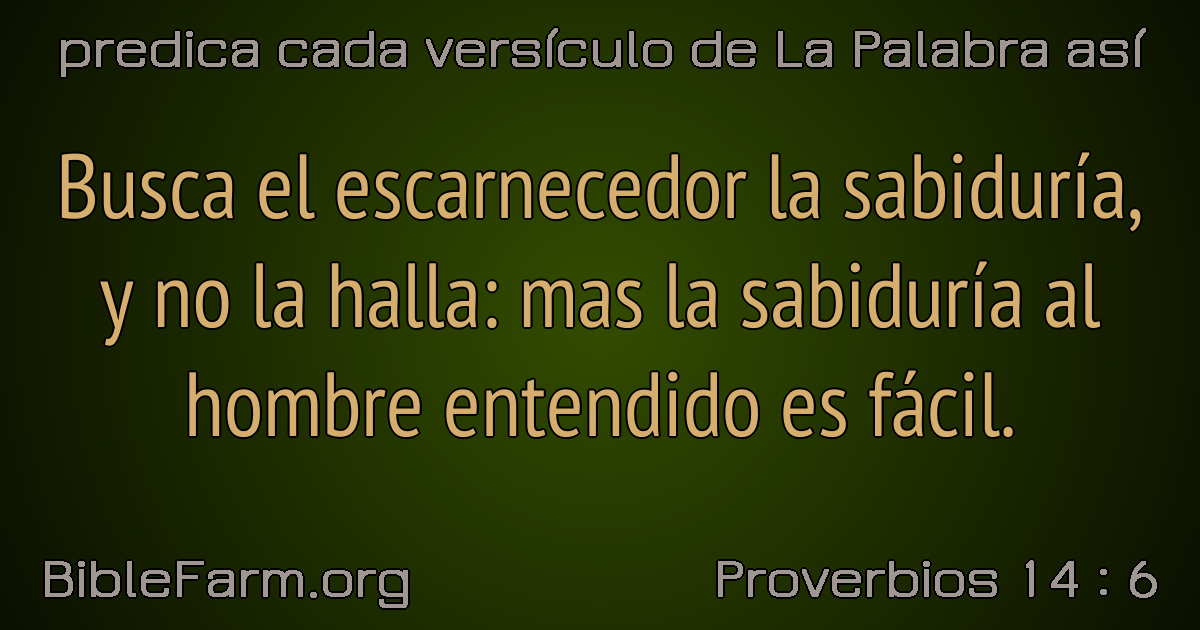 predica cada versículo de La Palabra así
Busca el escarnecedor la sabiduría,
y no la halla: mas la sabiduría al
hombre entendido es fácil.
BibleFarm.org
Proverbios 14 : 6